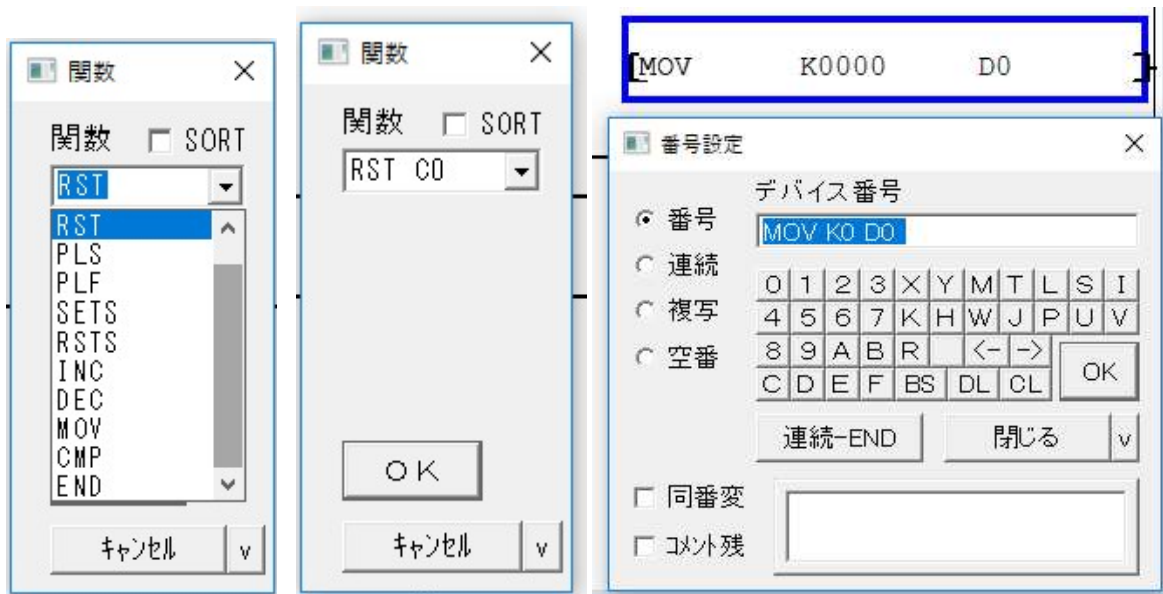 関数
関数 SORT
RST
RST
PLS
PLF
SETS
RSTS
INC
DEC
MOV
CMP
END
ｷｬﾝｾﾙ v
関数
関数 SORT
RST C0
OK
ｷｬﾝｾﾙ v
[MOV K0000 D0 ]
番号設定
デバイス番号
番号
連続
複写
空番
MOV K0 D0
0 1 2 3 X Y M T L S I
4 5 6 7 K H W J P U V
8 9 A B R <- ->
C D E F BS DL CL
OK
連続-END 閉じる v
同番変
ｺﾒﾝﾄ残